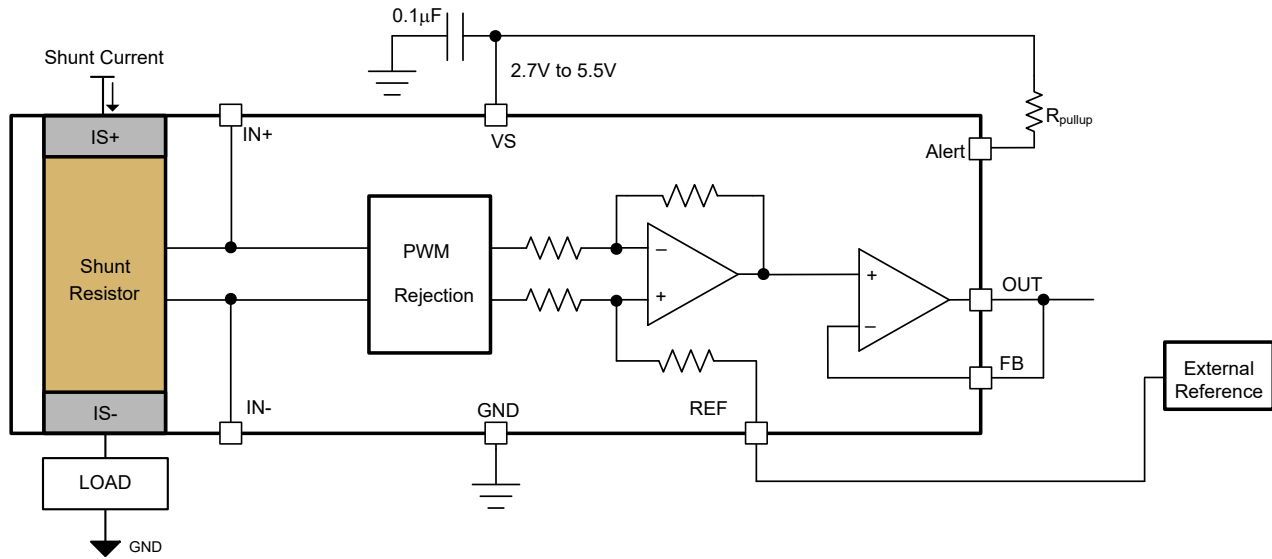 0.1μF
Shunt Current
2.7V to 5.5V
Rpullup
IS+
IN+
VS
Alert
PWM
Rejection
−
+
Shunt
Resistor
+
−
OUT
FB
External
Reference
IS-
IN-
GND
REF
LOAD
GND